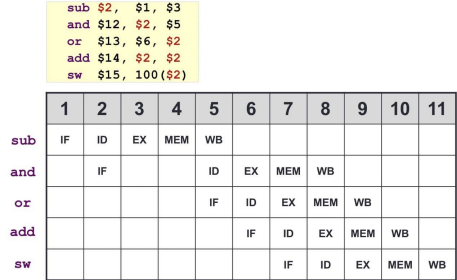 sub $2, $1, $3
and $12, $2, $5
or $13, $6, $2
add $14, $2, $2
sw $15, 100($2)
1 2 3 4 5 6 7 8 9 10 11
sub IF ID EX MEM WB
and IF ID EX MEM WB
or IF ID EX MEM WB
add IF ID EX MEM WB
sw IF ID EX MEM WB